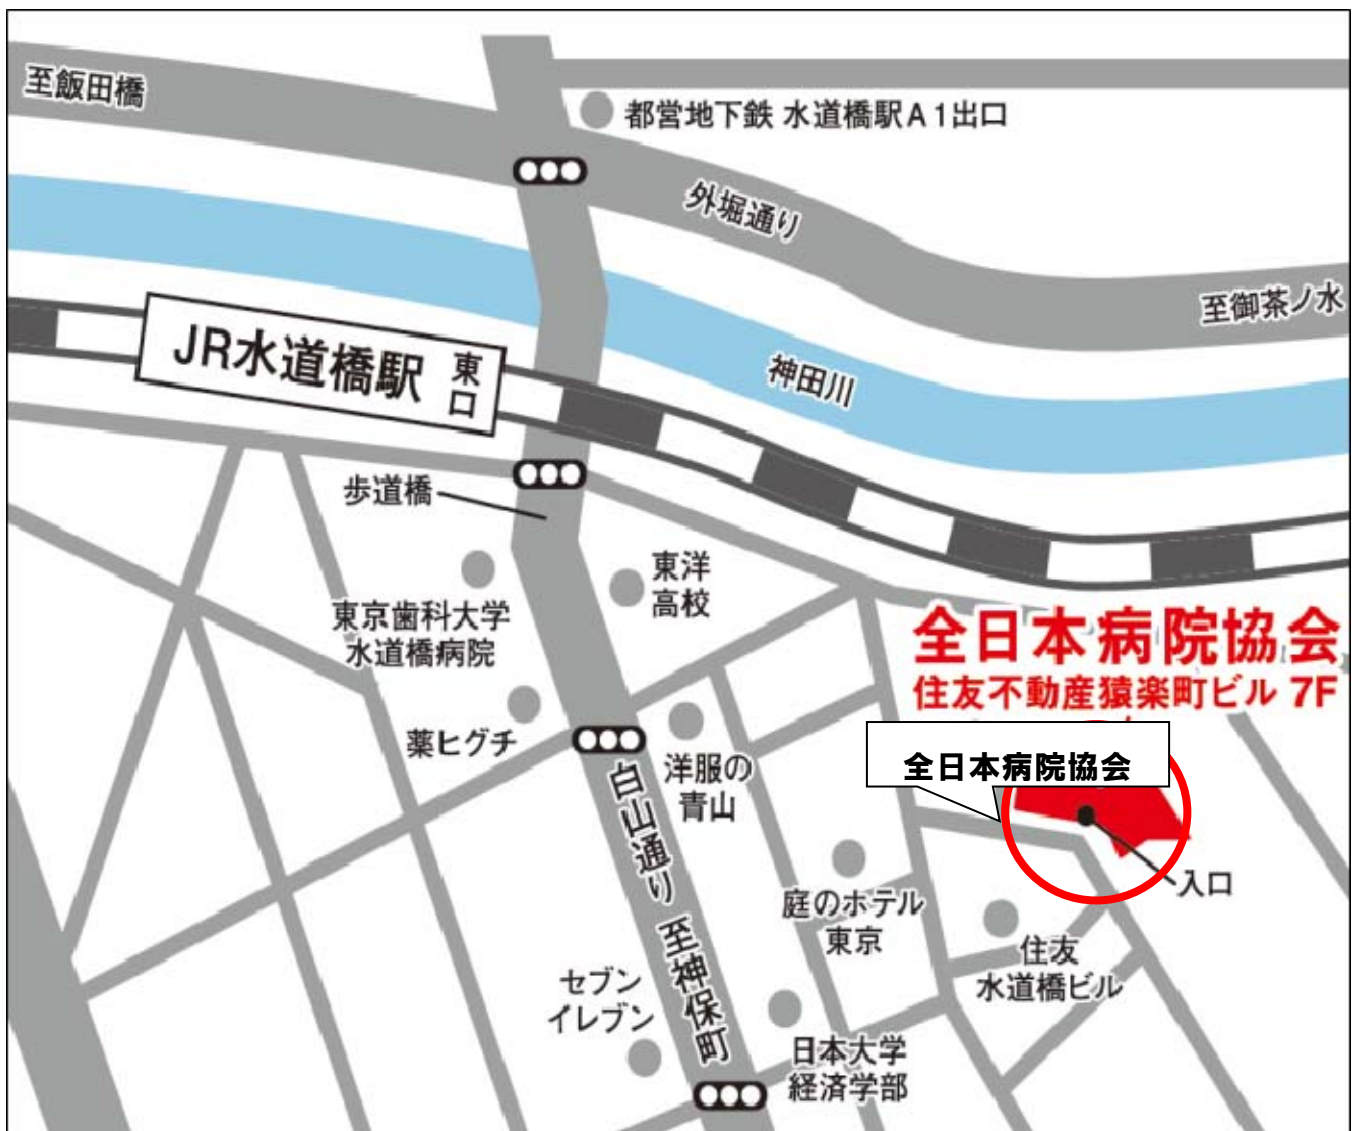 至飯田橋
都営地下鉄 水道橋駅A1出口
外堀通り
至御茶ノ水
JR水道橋駅
東口
神田川
歩道橋
東洋
高校
東京歯科大学
水道橋病院
全日本病院協会
住友不動産猿楽町ビル 7F
薬ヒグチ
洋服の
青山
全日本病院協会
白山通り 至神保町
入口
庭のホテル
東京
住友
水道橋ビル
セブン
イレブン
日本大学
経済学部